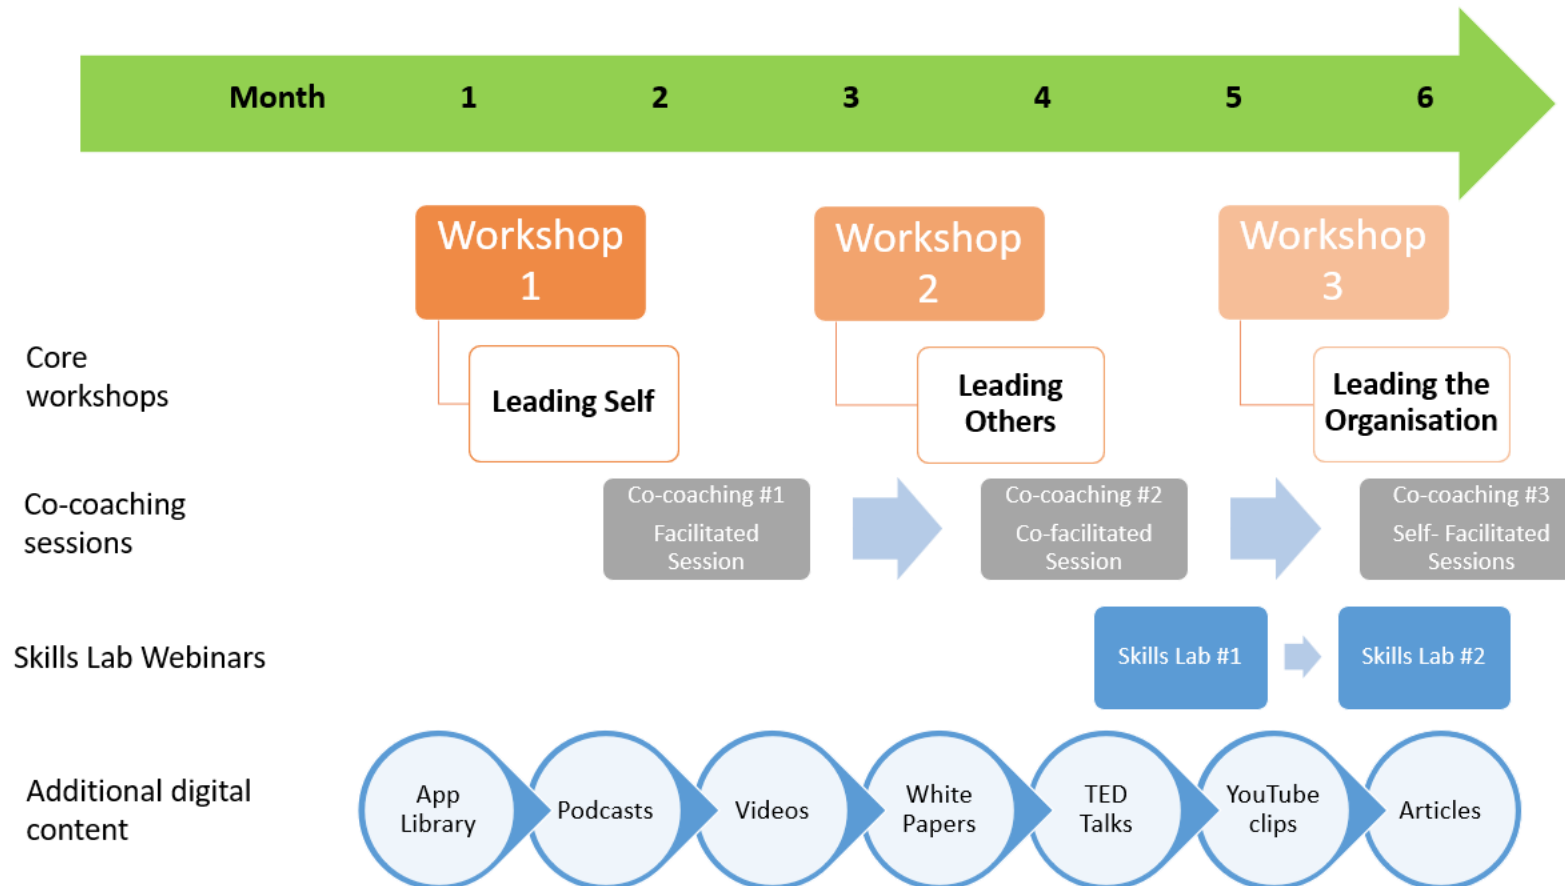 Month 1 2 3 4 5 6
Workshop
1
Workshop
2
Workshop
3
Core
workshops
Leading Self
Leading
Others
Leading the
Organisation
Co-coaching
sessions
Co-coaching #1
Facilitated
Session
Co-coaching #2
Co-facilitated
Session
Co-coaching #3
Self- Facilitated
Sessions
Skills Lab Webinars
Skills Lab #1
Skills Lab #2
Additional digital
content
App
Library
Podcasts
Videos
White
Papers
TED
Talks
YouTube
clips
Articles